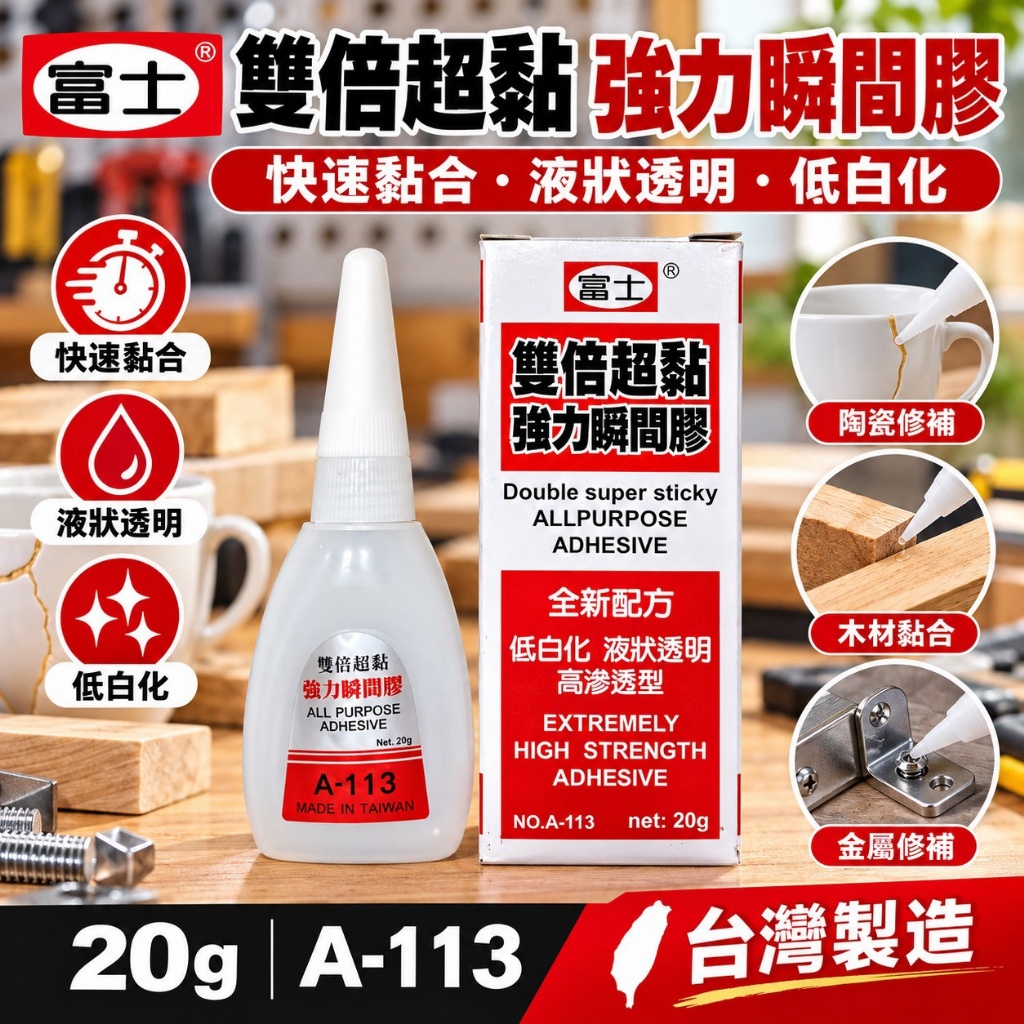 富士®
雙倍超黏 強力瞬間膠
快速黏合・液狀透明・低白化
快速黏合
液狀透明
低白化
雙倍超黏
強力瞬間膠
ALL PURPOSE
ADHESIVE
Net. 20g
A-113
MADE IN TAIWAN
富士®
雙倍超黏
強力瞬間膠
Double super sticky
ALLPURPOSE
ADHESIVE
全新配方
低白化 液狀透明
高滲透型
EXTREMELY
HIGH STRENGTH
ADHESIVE
NO.A-113 net: 20g
陶瓷修補
木材黏合
金屬修補
20g | A-113
台灣製造